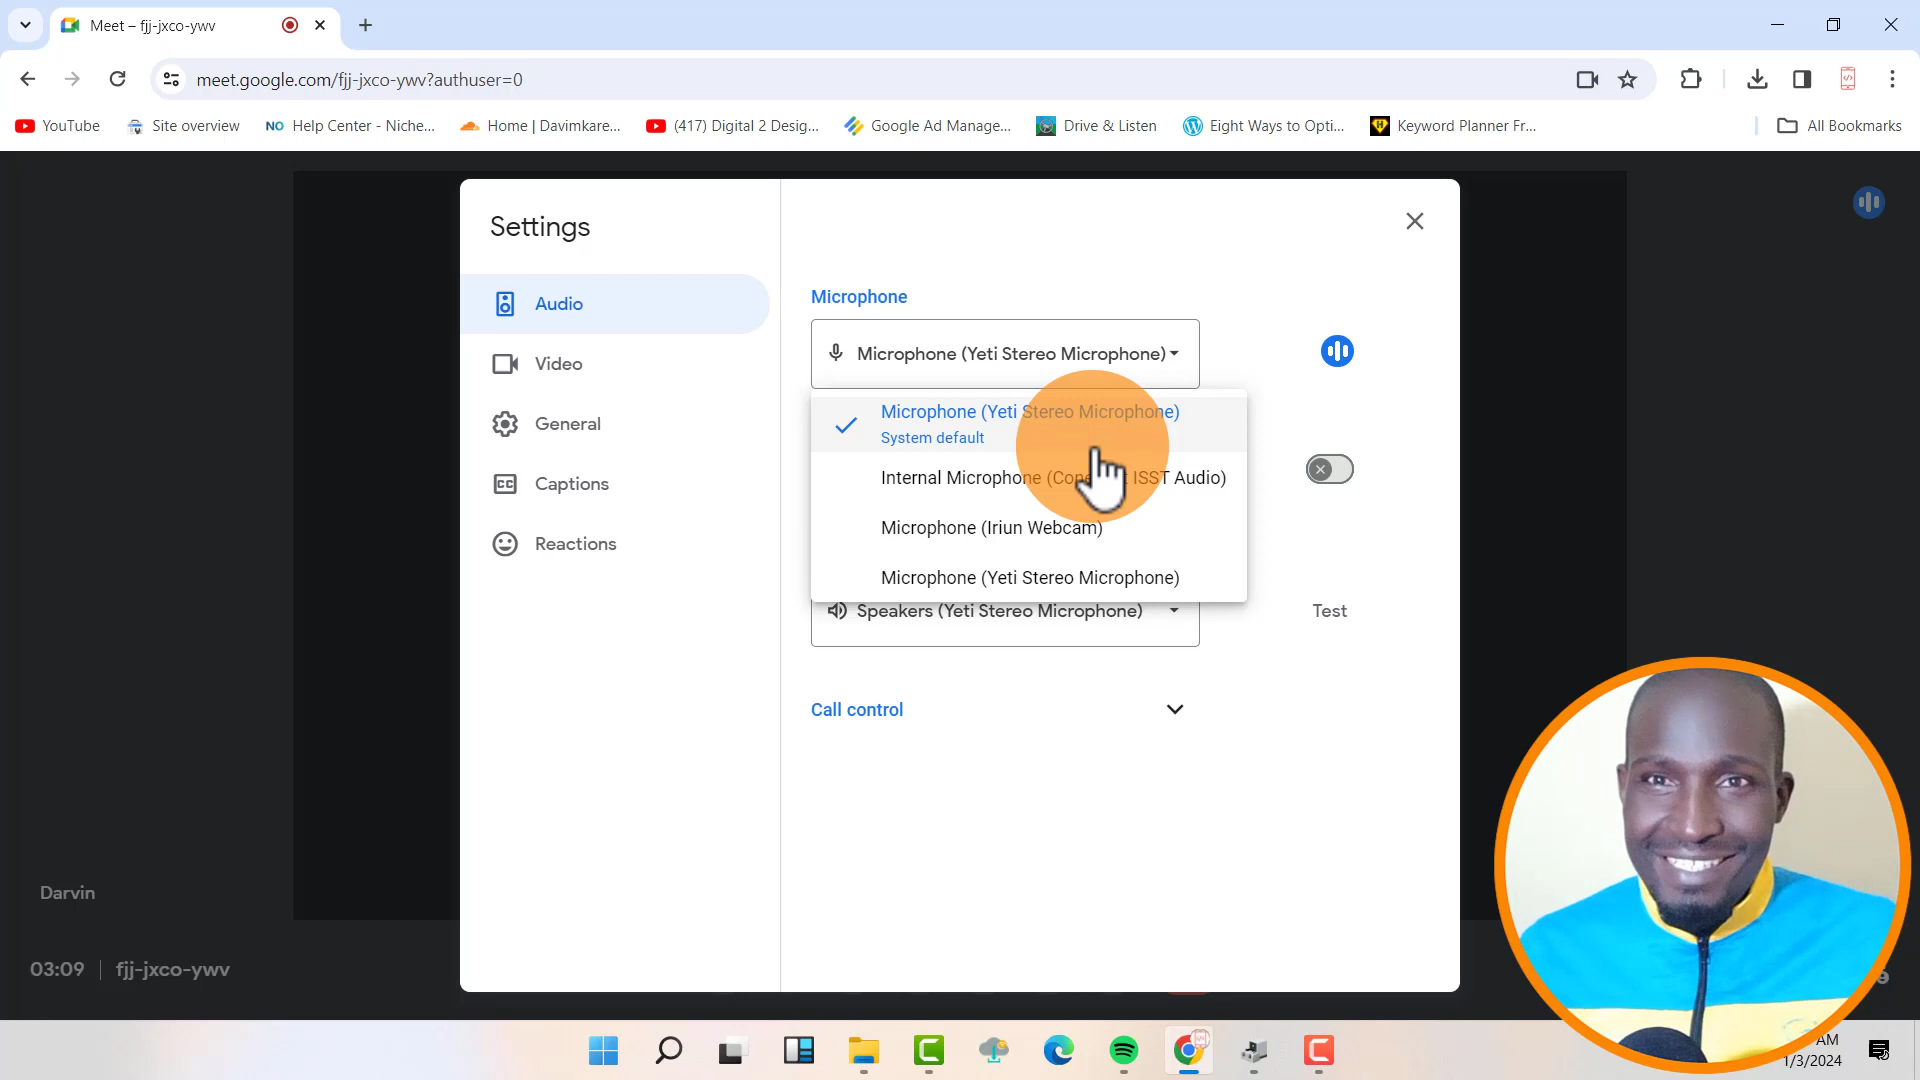 Meet – fjj-jxco-ywv
meet.google.com/fjj-jxco-ywv?authuser=0
YouTube
Site overview
NO Help Center - Niche...
Home | Davimkare...
(417) Digital 2 Desig...
Google Ad Manage...
Drive & Listen
Eight Ways to Opti...
Keyword Planner Fr...
All Bookmarks
Settings
Audio
Video
General
CC Captions
Reactions
Microphone
Microphone (Yeti Stereo Microphone)
Microphone (Yeti Stereo Microphone)
System default
Internal Microphone ISST Audio)
Microphone (Iriun Webcam)
Microphone (Yeti Stereo Microphone)
Speakers (Yeti Stereo Microphone)
Test
Call control
Darvin
03:09 | fjj-jxco-ywv
AM
1/3/2024